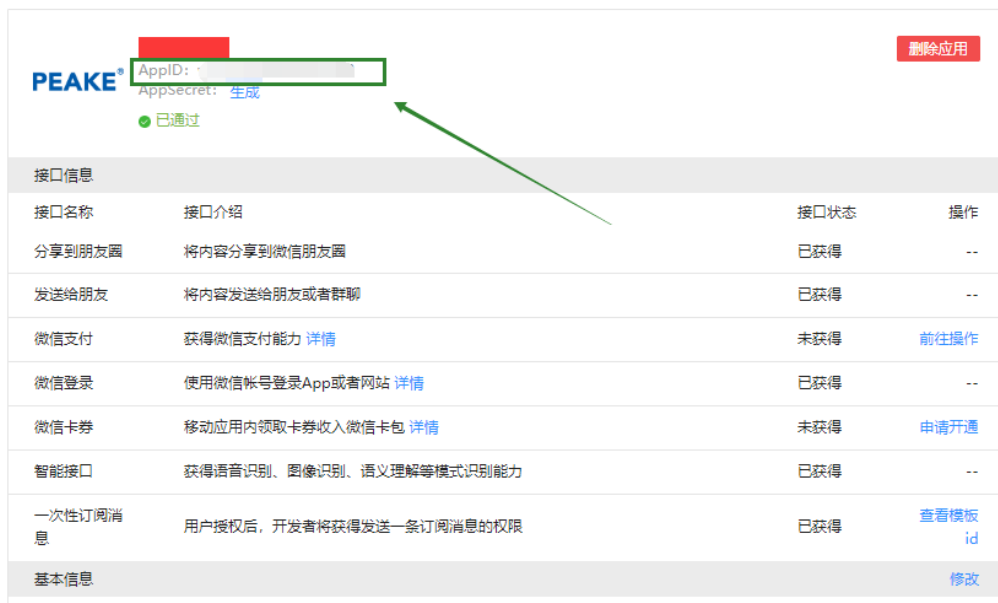 删除应用
PEAKE®
AppID:
AppSecret: 生成
已通过
接口信息
接口名称 接口介绍 接口状态 操作
分享到朋友圈 将内容分享到微信朋友圈 已获得 --
发送给朋友 将内容发送给朋友或者群聊 已获得 --
微信支付 获得微信支付能力 详情 未获得 前往操作
微信登录 使用微信帐号登录App或者网站 详情 已获得 --
微信卡券 移动应用内领取卡券收入微信卡包 详情 未获得 申请开通
智能接口 获得语音识别、图像识别、语义理解等模式识别能力 已获得 --
一次性订阅消
息
用户授权后，开发者将获得发送一条订阅消息的权限 已获得
查看模板
id
基本信息 修改